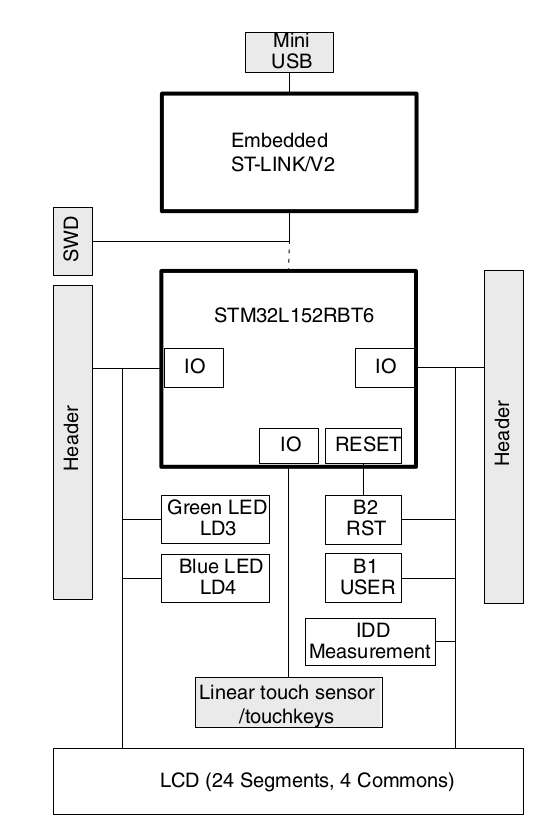 Mini
USB
Embedded
ST-LINK/V2
SWD
STM32L152RBT6
IO
IO
Header
Header
IO
RESET
Green LED
LD3
B2
RST
Blue LED
LD4
B1
USER
IDD
Measurement
Linear touch sensor
/touchkeys
LCD (24 Segments, 4 Commons)